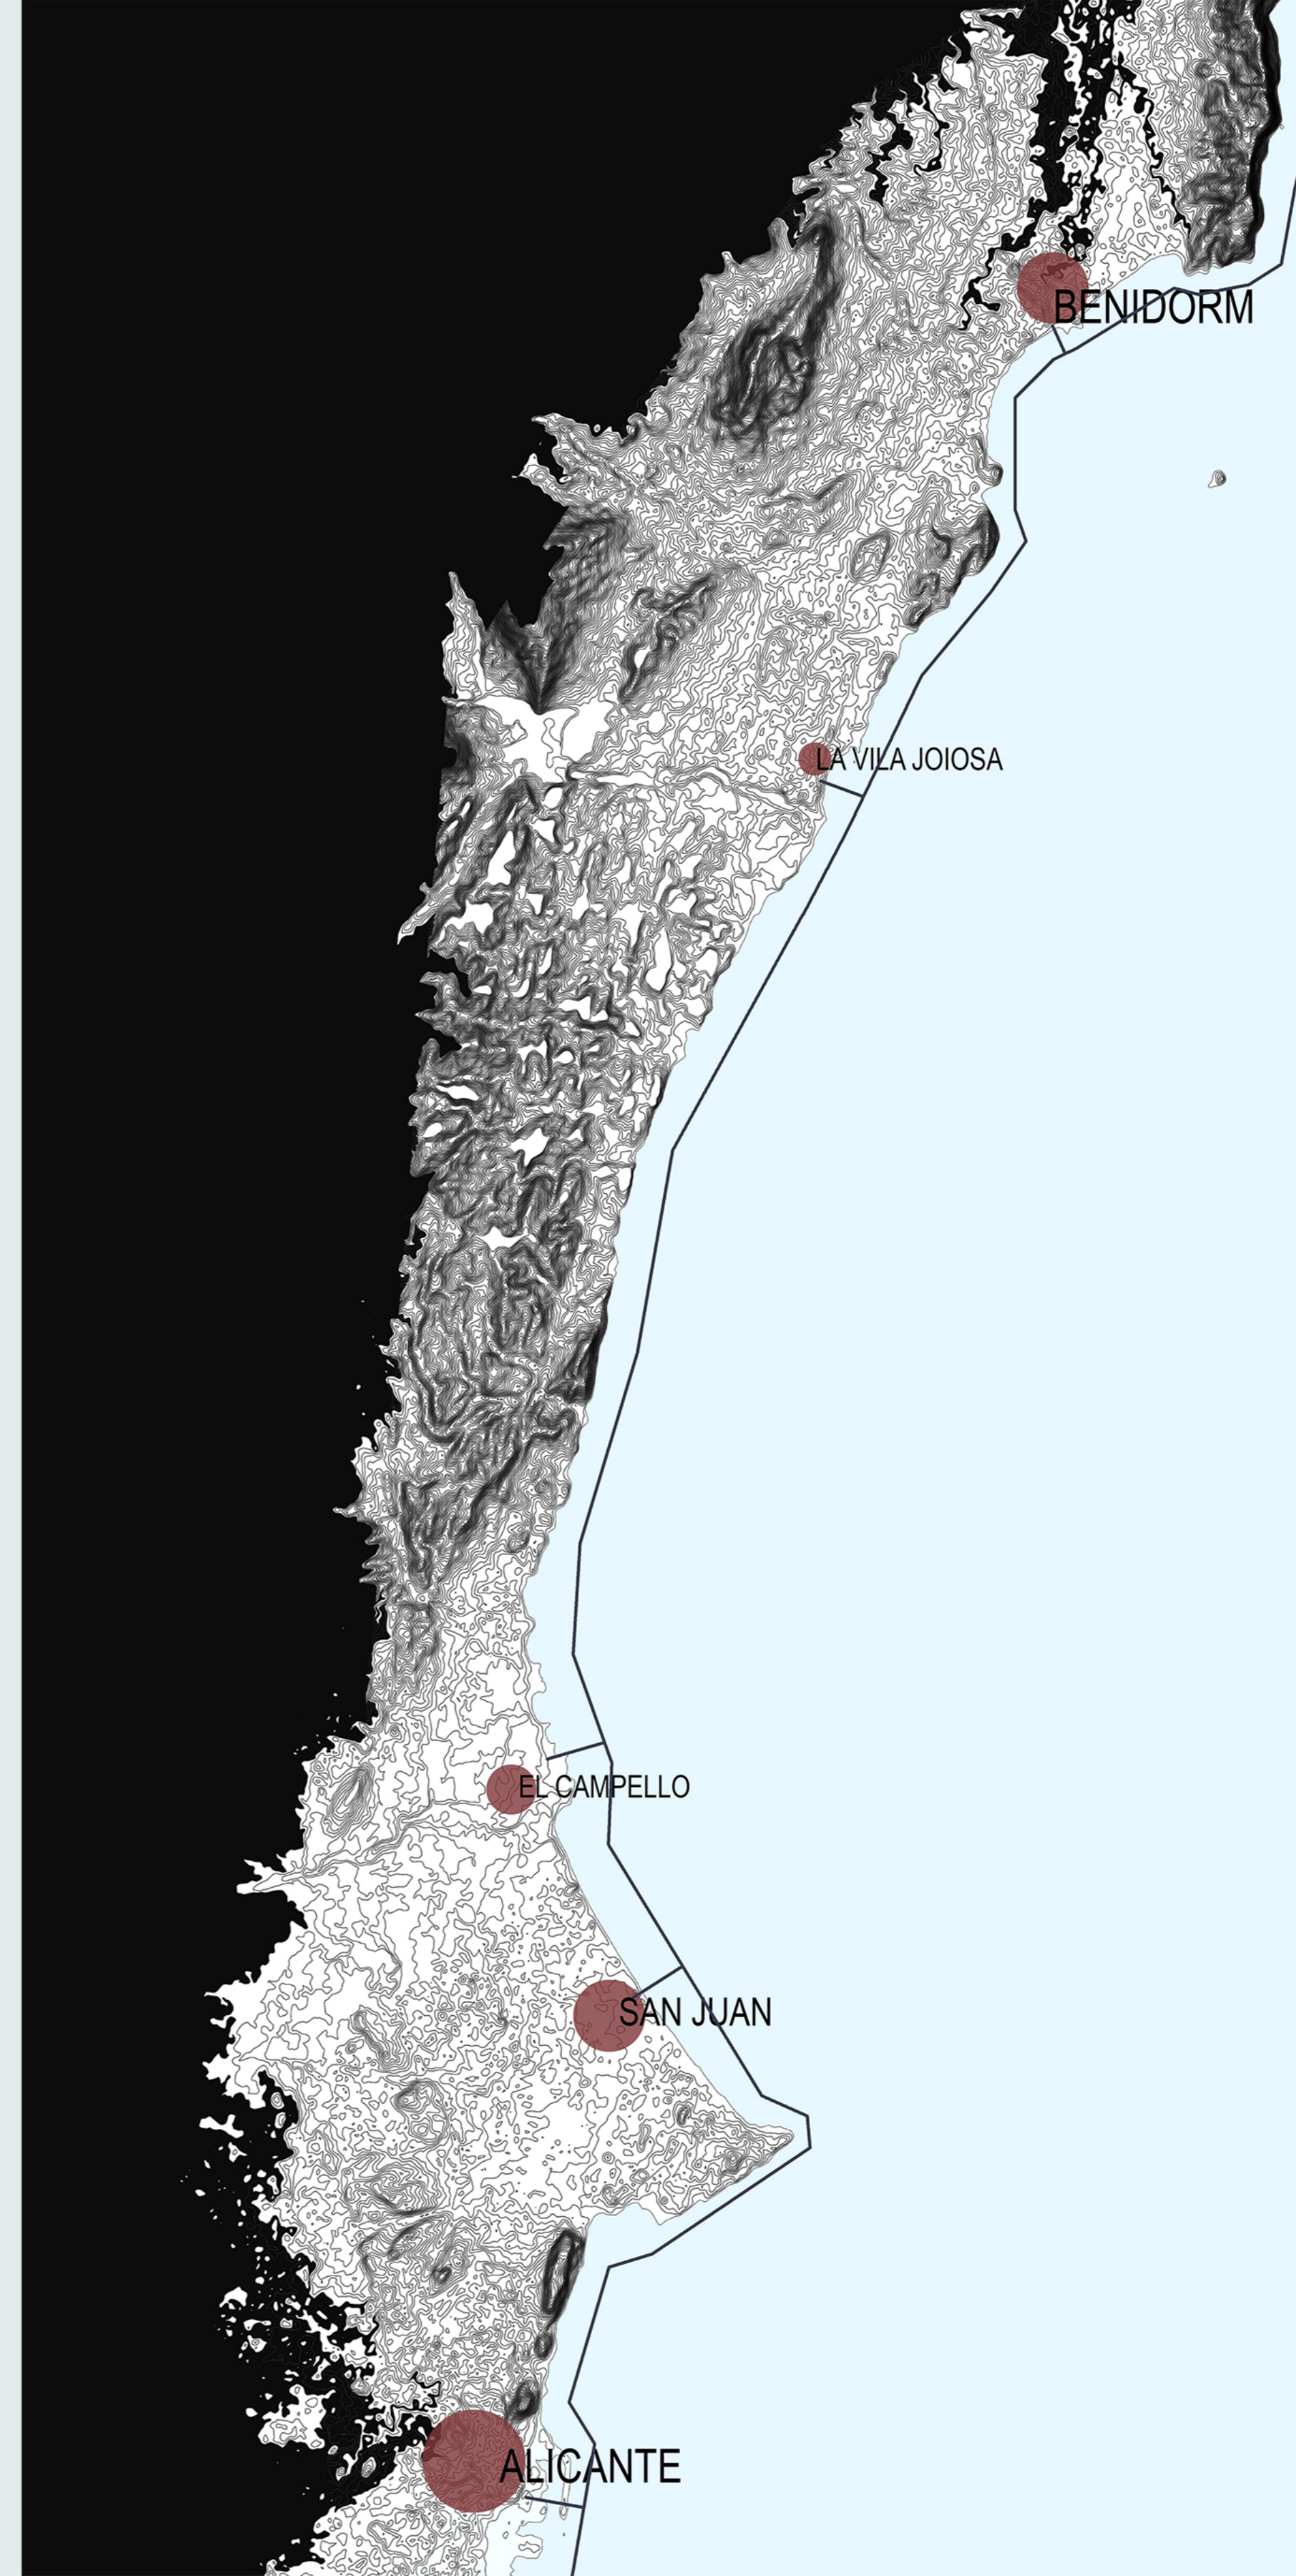 BENIDORM
LA VILA JOIOSA
EL CAMPELLO
SAN JUAN
ALICANTE